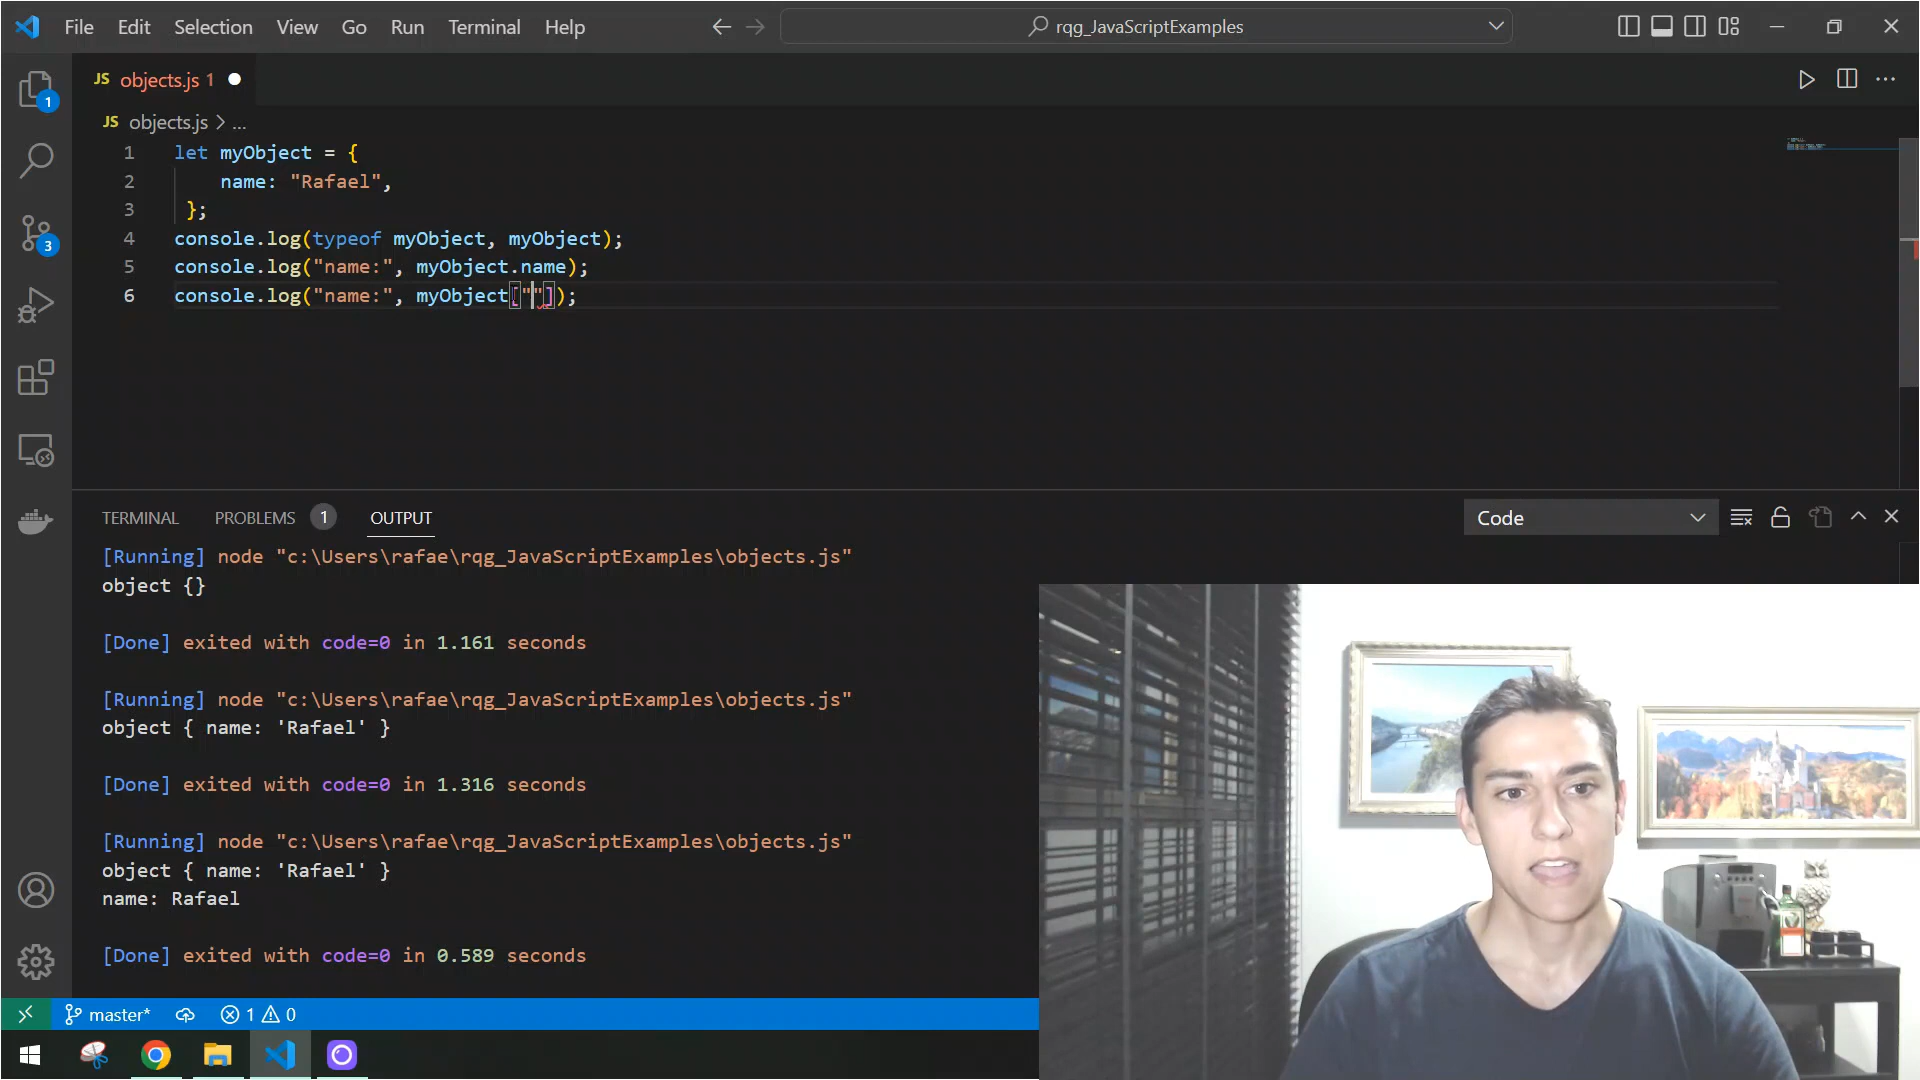 File Edit Selection View Go Run Terminal Help
rqg_JavaScriptExamples
JS objects.js 1
JS objects.js > ...
1 let myObject = {
2 name: "Rafael",
3 };
4 console.log(typeof myObject, myObject);
5 console.log("name:", myObject.name);
6 console.log("name:", myObject[""]);
TERMINAL PROBLEMS 1 OUTPUT
Code
[Running] node "c:\Users\rafae\rqg_JavaScriptExamples\objects.js"
object {}
[Done] exited with code=0 in 1.161 seconds
[Running] node "c:\Users\rafae\rqg_JavaScriptExamples\objects.js"
object { name: 'Rafael' }
[Done] exited with code=0 in 1.316 seconds
[Running] node "c:\Users\rafae\rqg_JavaScriptExamples\objects.js"
object { name: 'Rafael' }
name: Rafael
[Done] exited with code=0 in 0.589 seconds
master* 1 0
1
3